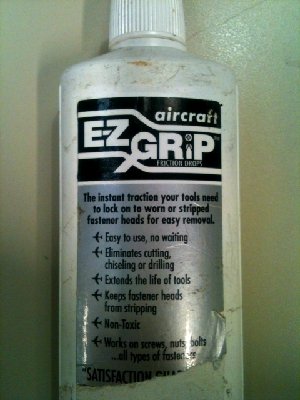 aircraft
E-Z GRIP
FRICTION DROPS
The instant traction your tools need
to lock on to worn or stripped
fastener heads for easy removal.
Easy to use, no waiting
Eliminates cutting,
chiseling or drilling
Extends the life of tools
Keeps fastener heads
from stripping
Non-Toxic
Works on screws, nuts, bolts
...all types of
"SATISFACTION